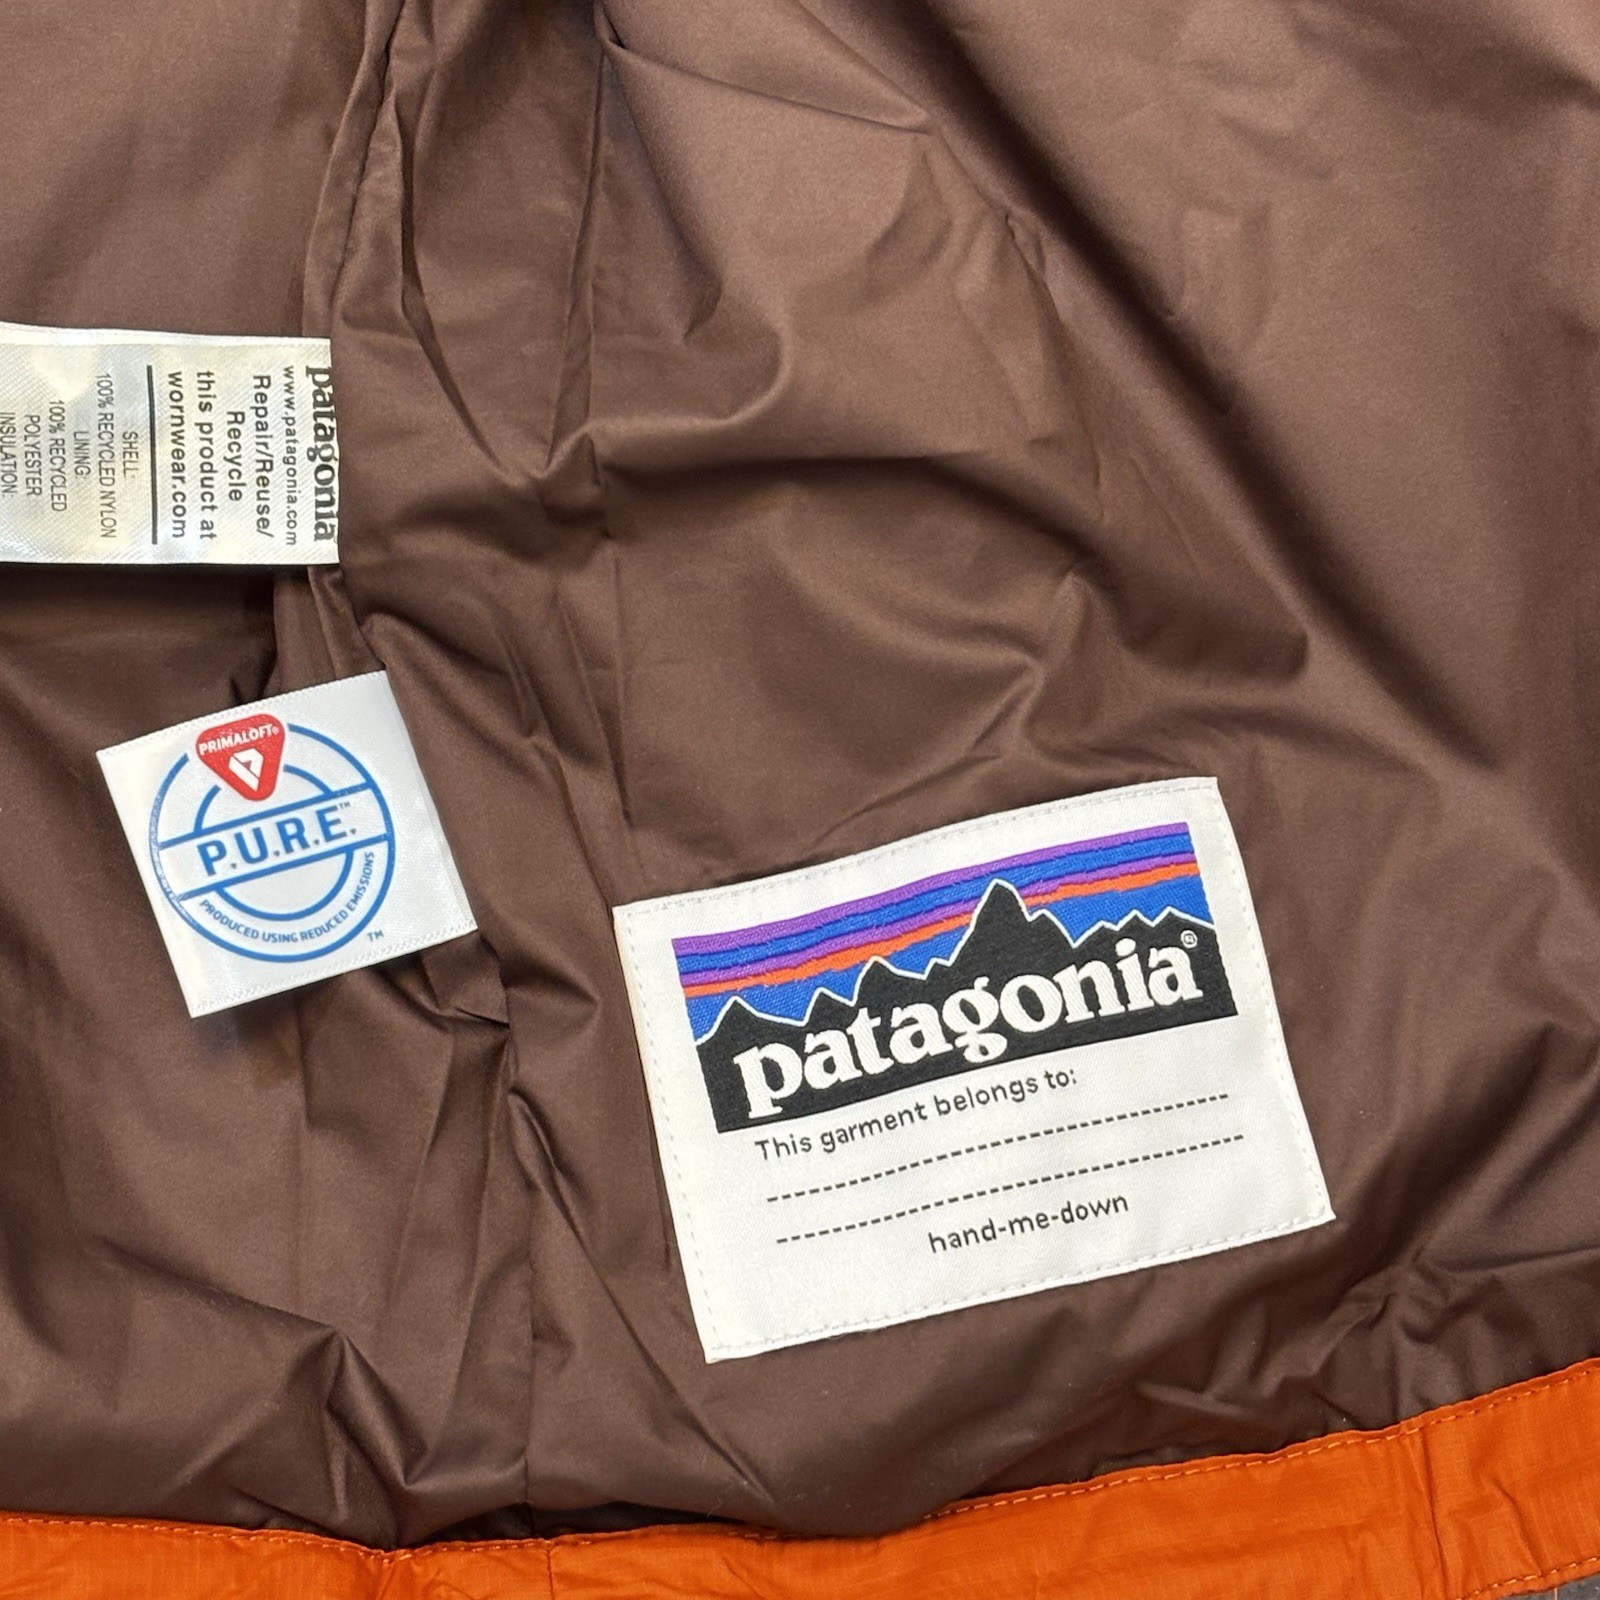 patagonia
www.patagonia.com
Repair/Reuse/
Recycle
this product at
wornwear.com
SHELL:
100% RECYCLED NYLON
LINING:
100% RECYCLED
POLYESTER
INSULATION:
PRIMALOFT®
P.U.R.E.™
PRODUCED USING REDUCED EMISSIONS
TM
patagonia®
This garment belongs to:
hand-me-down